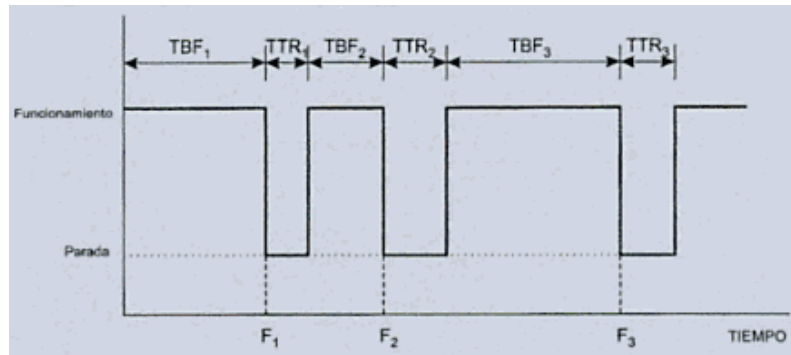 TBF₁ TTR₁ TBF₂ TTR₂ TBF₃ TTR₃
Funcionamiento
Parada
F₁ F₂ F₃ TIEMPO